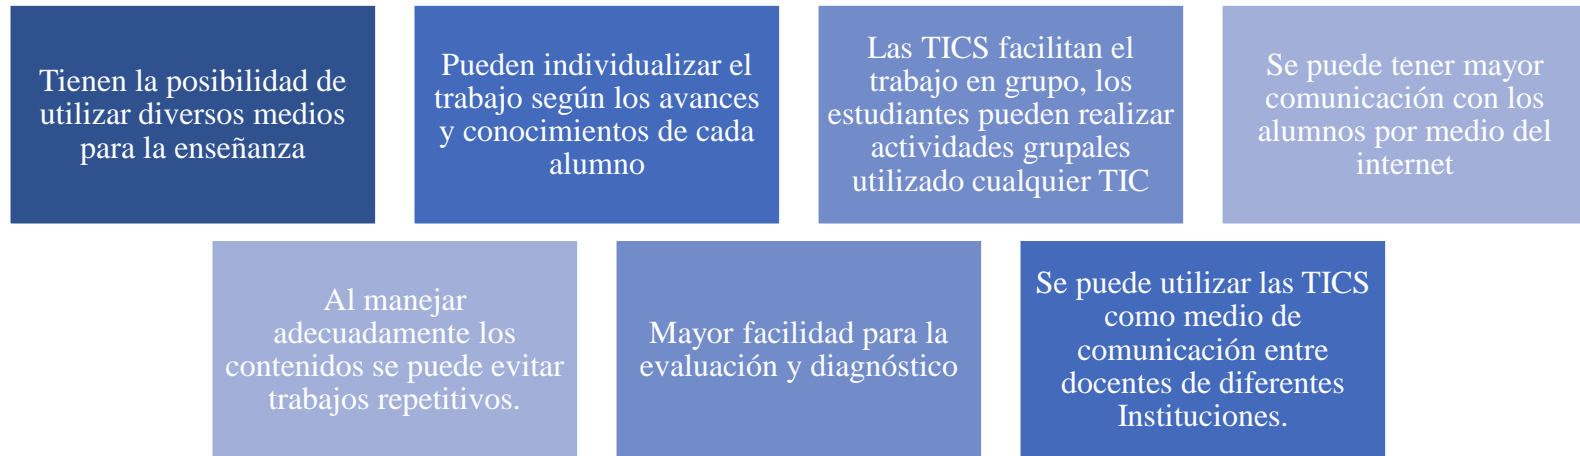 Tienen la posibilidad de
utilizar diversos medios
para la enseñanza
Pueden individualizar el
trabajo según los avances
y conocimientos de cada
alumno
Las TICS facilitan el
trabajo en grupo, los
estudiantes pueden realizar
actividades grupales
utilizado cualquier TIC
Se puede tener mayor
comunicación con los
alumnos por medio del
internet
Al manejar
adecuadamente los
contenidos se puede evitar
trabajos repetitivos.
Mayor facilidad para la
evaluación y diagnóstico
Se puede utilizar las TICS
como medio de
comunicación entre
docentes de diferentes
Instituciones.